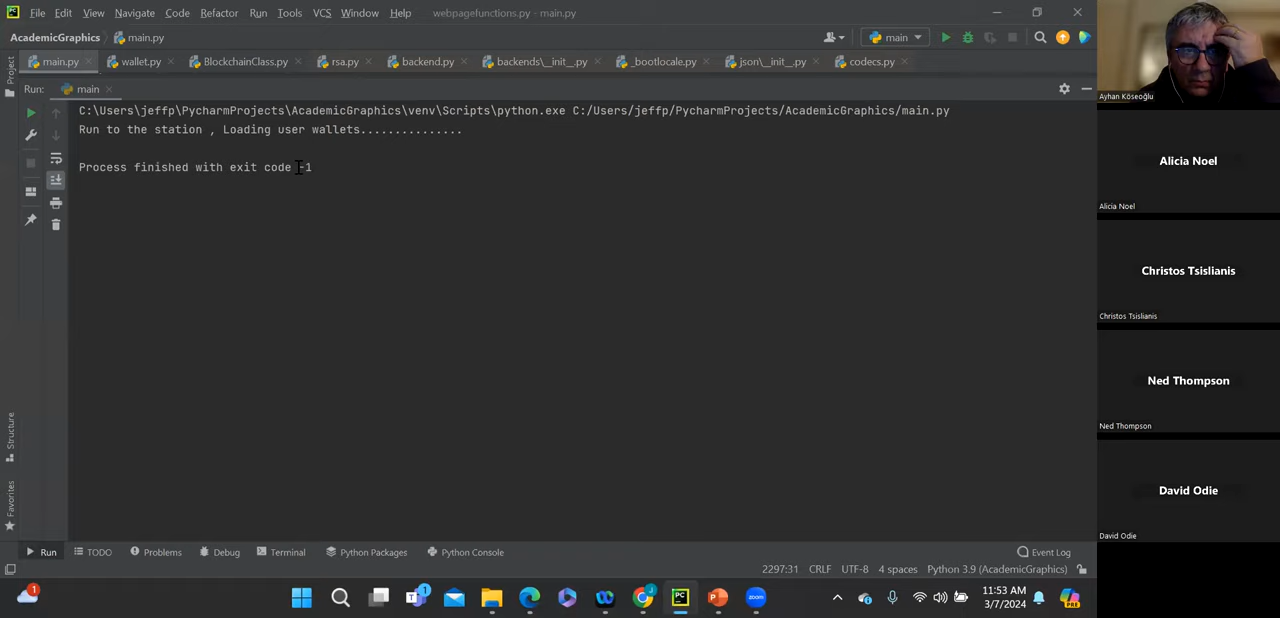 File Edit View Navigate Code Refactor Run Tools VCS Window Help webpagefunctions.py - main.py
AcademicGraphics main.py main
main.py wallet.py BlockchainClass.py rsa.py backend.py backends\__init__.py _bootlocale.py json\__init__.py codecs.py
Project
Run: main
C:\Users\jeffp\PycharmProjects\AcademicGraphics\venv\Scripts\python.exe C:/Users/jeffp/PycharmProjects/AcademicGraphics/main.py
Run to the station , Loading user wallets...............
Process finished with exit code -1
Structure
Favorites
Run TODO Problems Debug Terminal Python Packages Python Console Event Log
2297:31 CRLF UTF-8 4 spaces Python 3.9 (AcademicGraphics)
11:53 AM
3/7/2024
Ayhan Köseoğlu
Alicia Noel
Alicia Noel
Christos Tsislianis
Christos Tsislianis
Ned Thompson
Ned Thompson
David Odie
David Odie